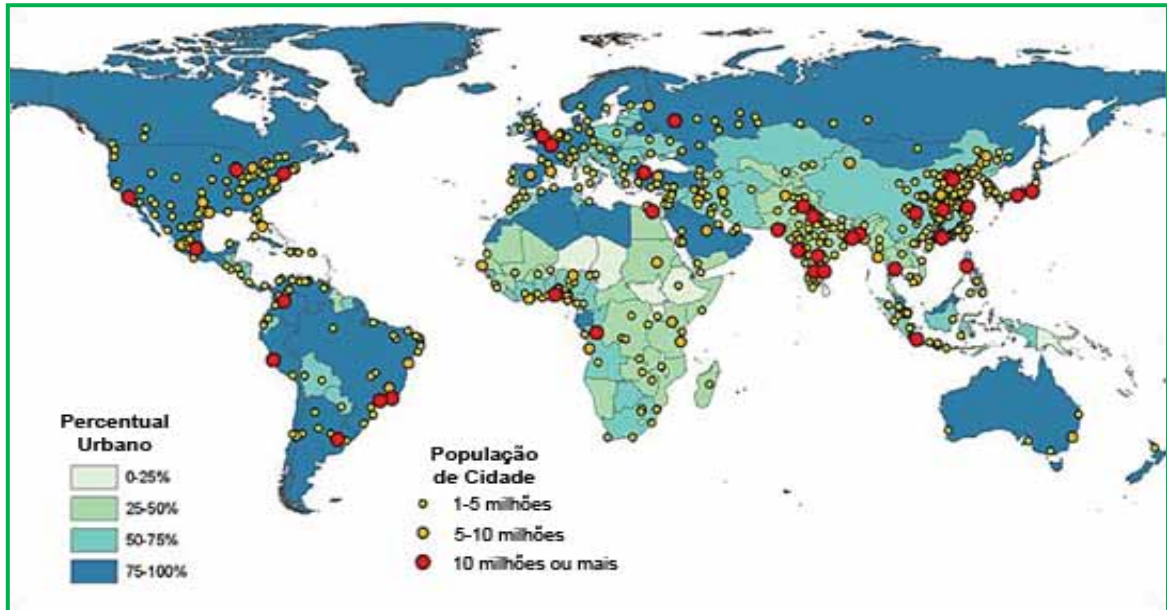 Percentual
Urbano
0-25%
25-50%
50-75%
75-100%
População
de Cidade
1-5 milhões
5-10 milhões
10 milhões ou mais